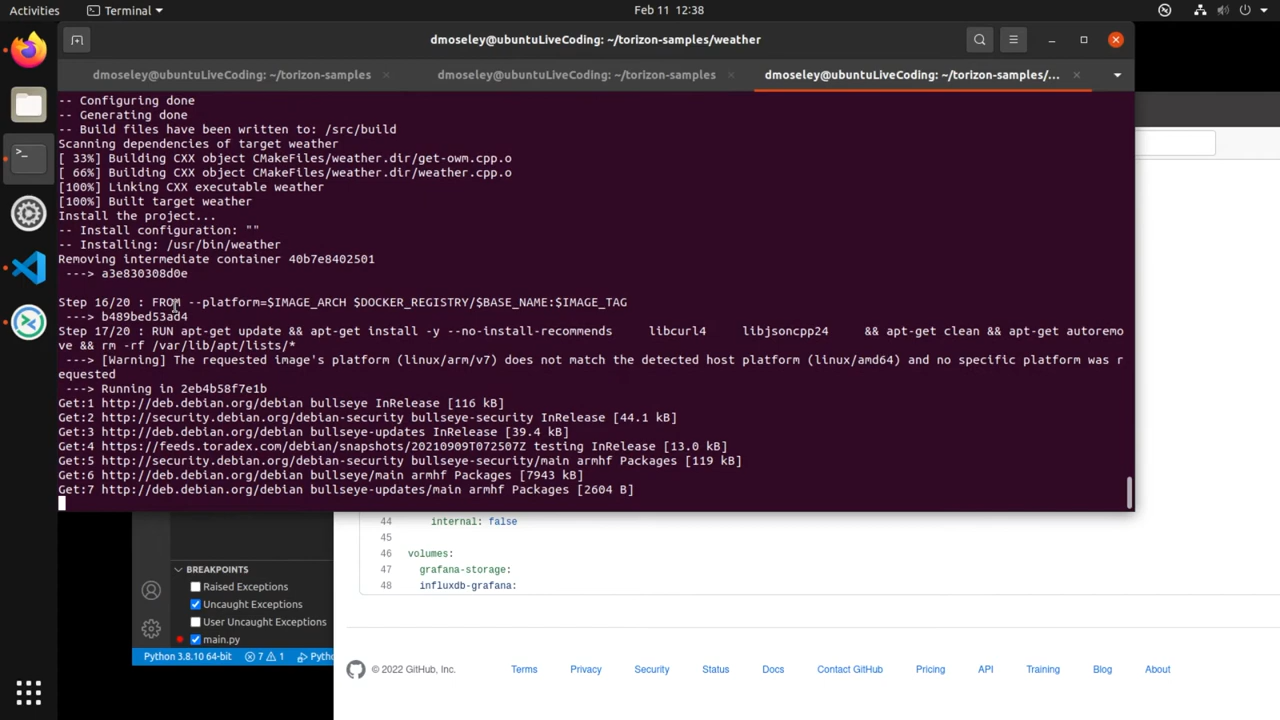 Activities
Terminal
Feb 11 12:38
dmoseley@ubuntuLiveCoding: ~/torizon-samples/weather
dmoseley@ubuntuLiveCoding: ~/torizon-samples
dmoseley@ubuntuLiveCoding: ~/torizon-samples
dmoseley@ubuntuLiveCoding: ~/torizon-samples/...
-- Configuring done
-- Generating done
-- Build files have been written to: /src/build
Scanning dependencies of target weather
[ 33%] Building CXX object CMakeFiles/weather.dir/get-owm.cpp.o
[ 66%] Building CXX object CMakeFiles/weather.dir/weather.cpp.o
[100%] Linking CXX executable weather
[100%] Built target weather
Install the project...
-- Install configuration: ""
-- Installing: /usr/bin/weather
Removing intermediate container 40b7e8402501
---> a3e830308d0e
Step 16/20 : FROM --platform=$IMAGE_ARCH $DOCKER_REGISTRY/$BASE_NAME:$IMAGE_TAG
---> b489bed53ad4
Step 17/20 : RUN apt-get update && apt-get install -y --no-install-recommends     libcurl4     libjsoncpp24     && apt-get clean && apt-get autoremo
ve && rm -rf /var/lib/apt/lists/*
---> [Warning] The requested image's platform (linux/arm/v7) does not match the detected host platform (linux/amd64) and no specific platform was r
equested
---> Running in 2eb4b58f7e1b
Get:1 http://deb.debian.org/debian bullseye InRelease [116 kB]
Get:2 http://security.debian.org/debian-security bullseye-security InRelease [44.1 kB]
Get:3 http://deb.debian.org/debian bullseye-updates InRelease [39.4 kB]
Get:4 https://feeds.toradex.com/debian/snapshots/20210909T072507Z testing InRelease [13.0 kB]
Get:5 http://security.debian.org/debian-security bullseye-security/main armhf Packages [119 kB]
Get:6 http://deb.debian.org/debian bullseye/main armhf Packages [7943 kB]
Get:7 http://deb.debian.org/debian bullseye-updates/main armhf Packages [2604 B]
44 internal: false
45
46 volumes:
47 grafana-storage:
48 influxdb-grafana:
BREAKPOINTS
Raised Exceptions
Uncaught Exceptions
User Uncaught Exceptions
main.py
Python 3.8.10 64-bit
7
1
Pytho
© 2022 GitHub, Inc.
Terms
Privacy
Security
Status
Docs
Contact GitHub
Pricing
API
Training
Blog
About